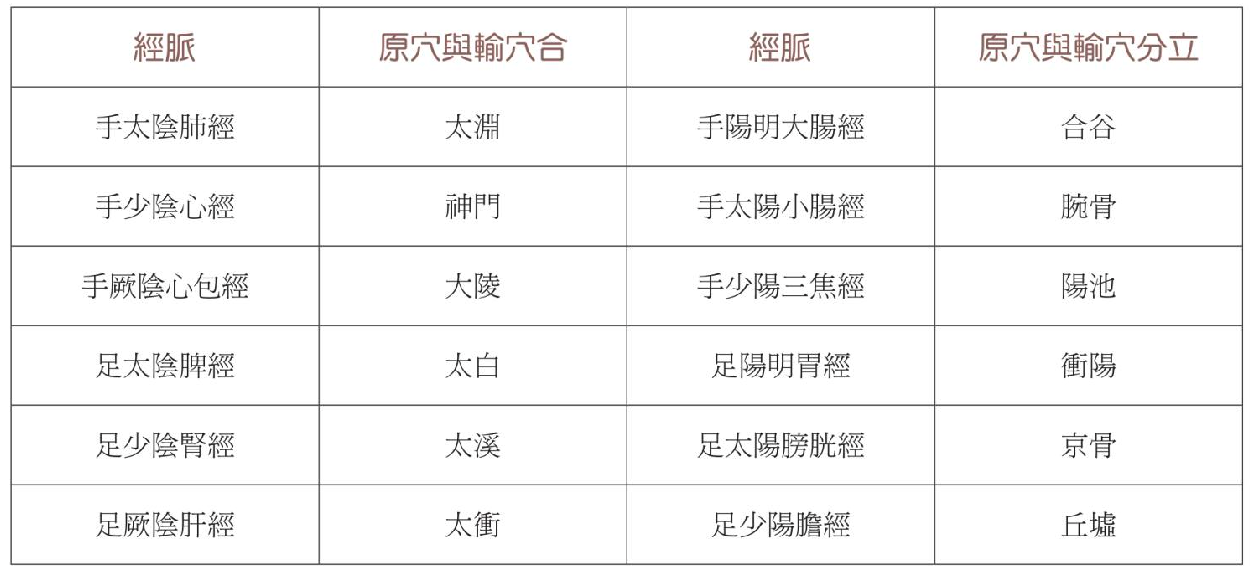 經脈 原穴與輸穴合 經脈 原穴與輸穴分立
手太陰肺經 太淵 手陽明大腸經 合谷
手少陰心經 神門 手太陽小腸經 腕骨
手厥陰心包經 大陵 手少陽三焦經 陽池
足太陰脾經 太白 足陽明胃經 衝陽
足少陰腎經 太溪 足太陽膀胱經 京骨
足厥陰肝經 太衝 足少陽膽經 丘墟